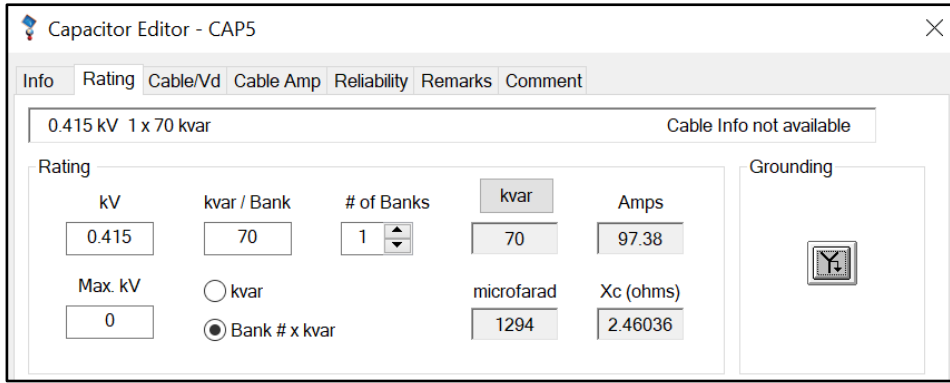 Capacitor Editor - CAP5
Info Rating Cable/Vd Cable Amp Reliability Remarks Comment
0.415 kV 1 x 70 kvar Cable Info not available
Rating Grounding
kV kvar / Bank # of Banks kvar Amps
0.415 70 1 70 97.38
Max. kV kvar microfarad Xc (ohms)
0 Bank # x kvar 1294 2.46036